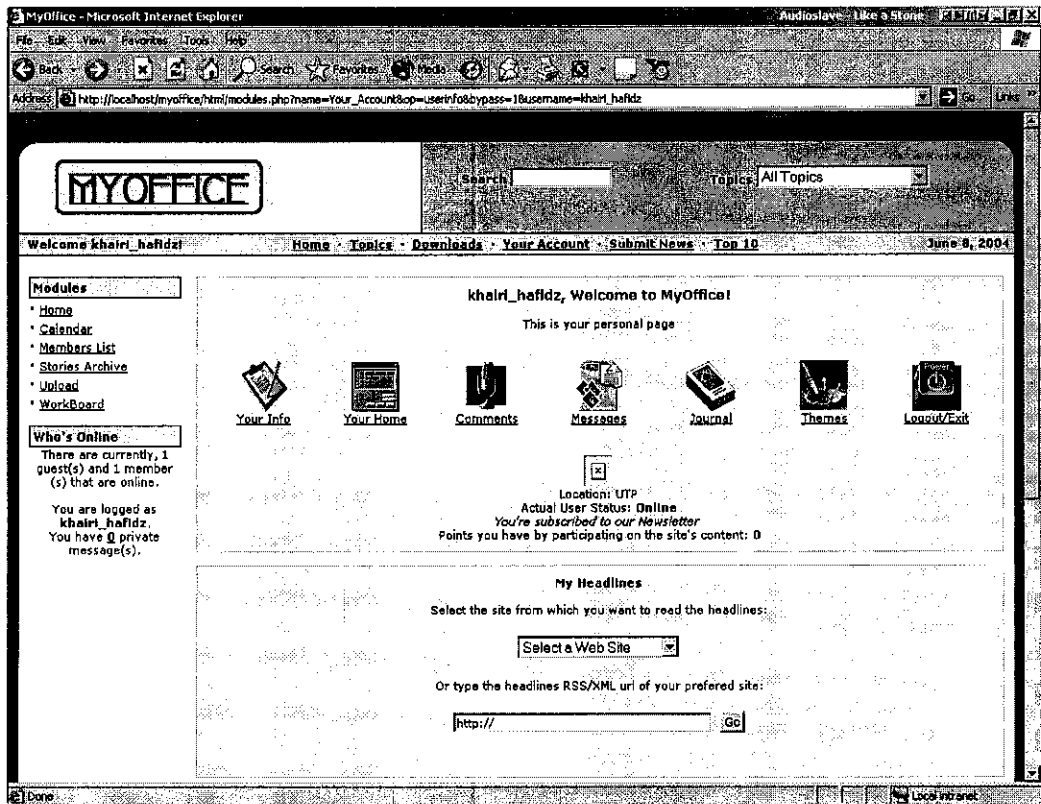 MyOffice - Microsoft Internet Explorer
Audioslave - Like a Stone
File Edit View Favorites Tools Help
Back Search Favorites Media
Address http://localhost/myoffice/html/modules.php?name=Your_Account&op=userinfo&bypass=1&username=khairi_hafidz Go Links
MYOFFICE
Search Topics All Topics
Welcome khairi_hafidz! Home · Topics · Downloads · Your Account · Submit News · Top 10 June 8, 2004
Modules
· Home
· Calendar
· Members List
· Stories Archive
· Upload
· WorkBoard
Who's Online
There are currently, 1
guest(s) and 1 member
(s) that are online.
You are logged as
khairi_hafidz.
You have 0 private
message(s).
khairi_hafidz, Welcome to MyOffice!
This is your personal page
Your Info Your Home Comments Messages Journal Themes Logout/Exit
Location: UTP
Actual User Status: Online
You're subscribed to our Newsletter
Points you have by participating on the site's content: 0
My Headlines
Select the site from which you want to read the headlines:
Select a Web Site
Or type the headlines RSS/XML url of your prefered site:
http:// Go
Done Local intranet